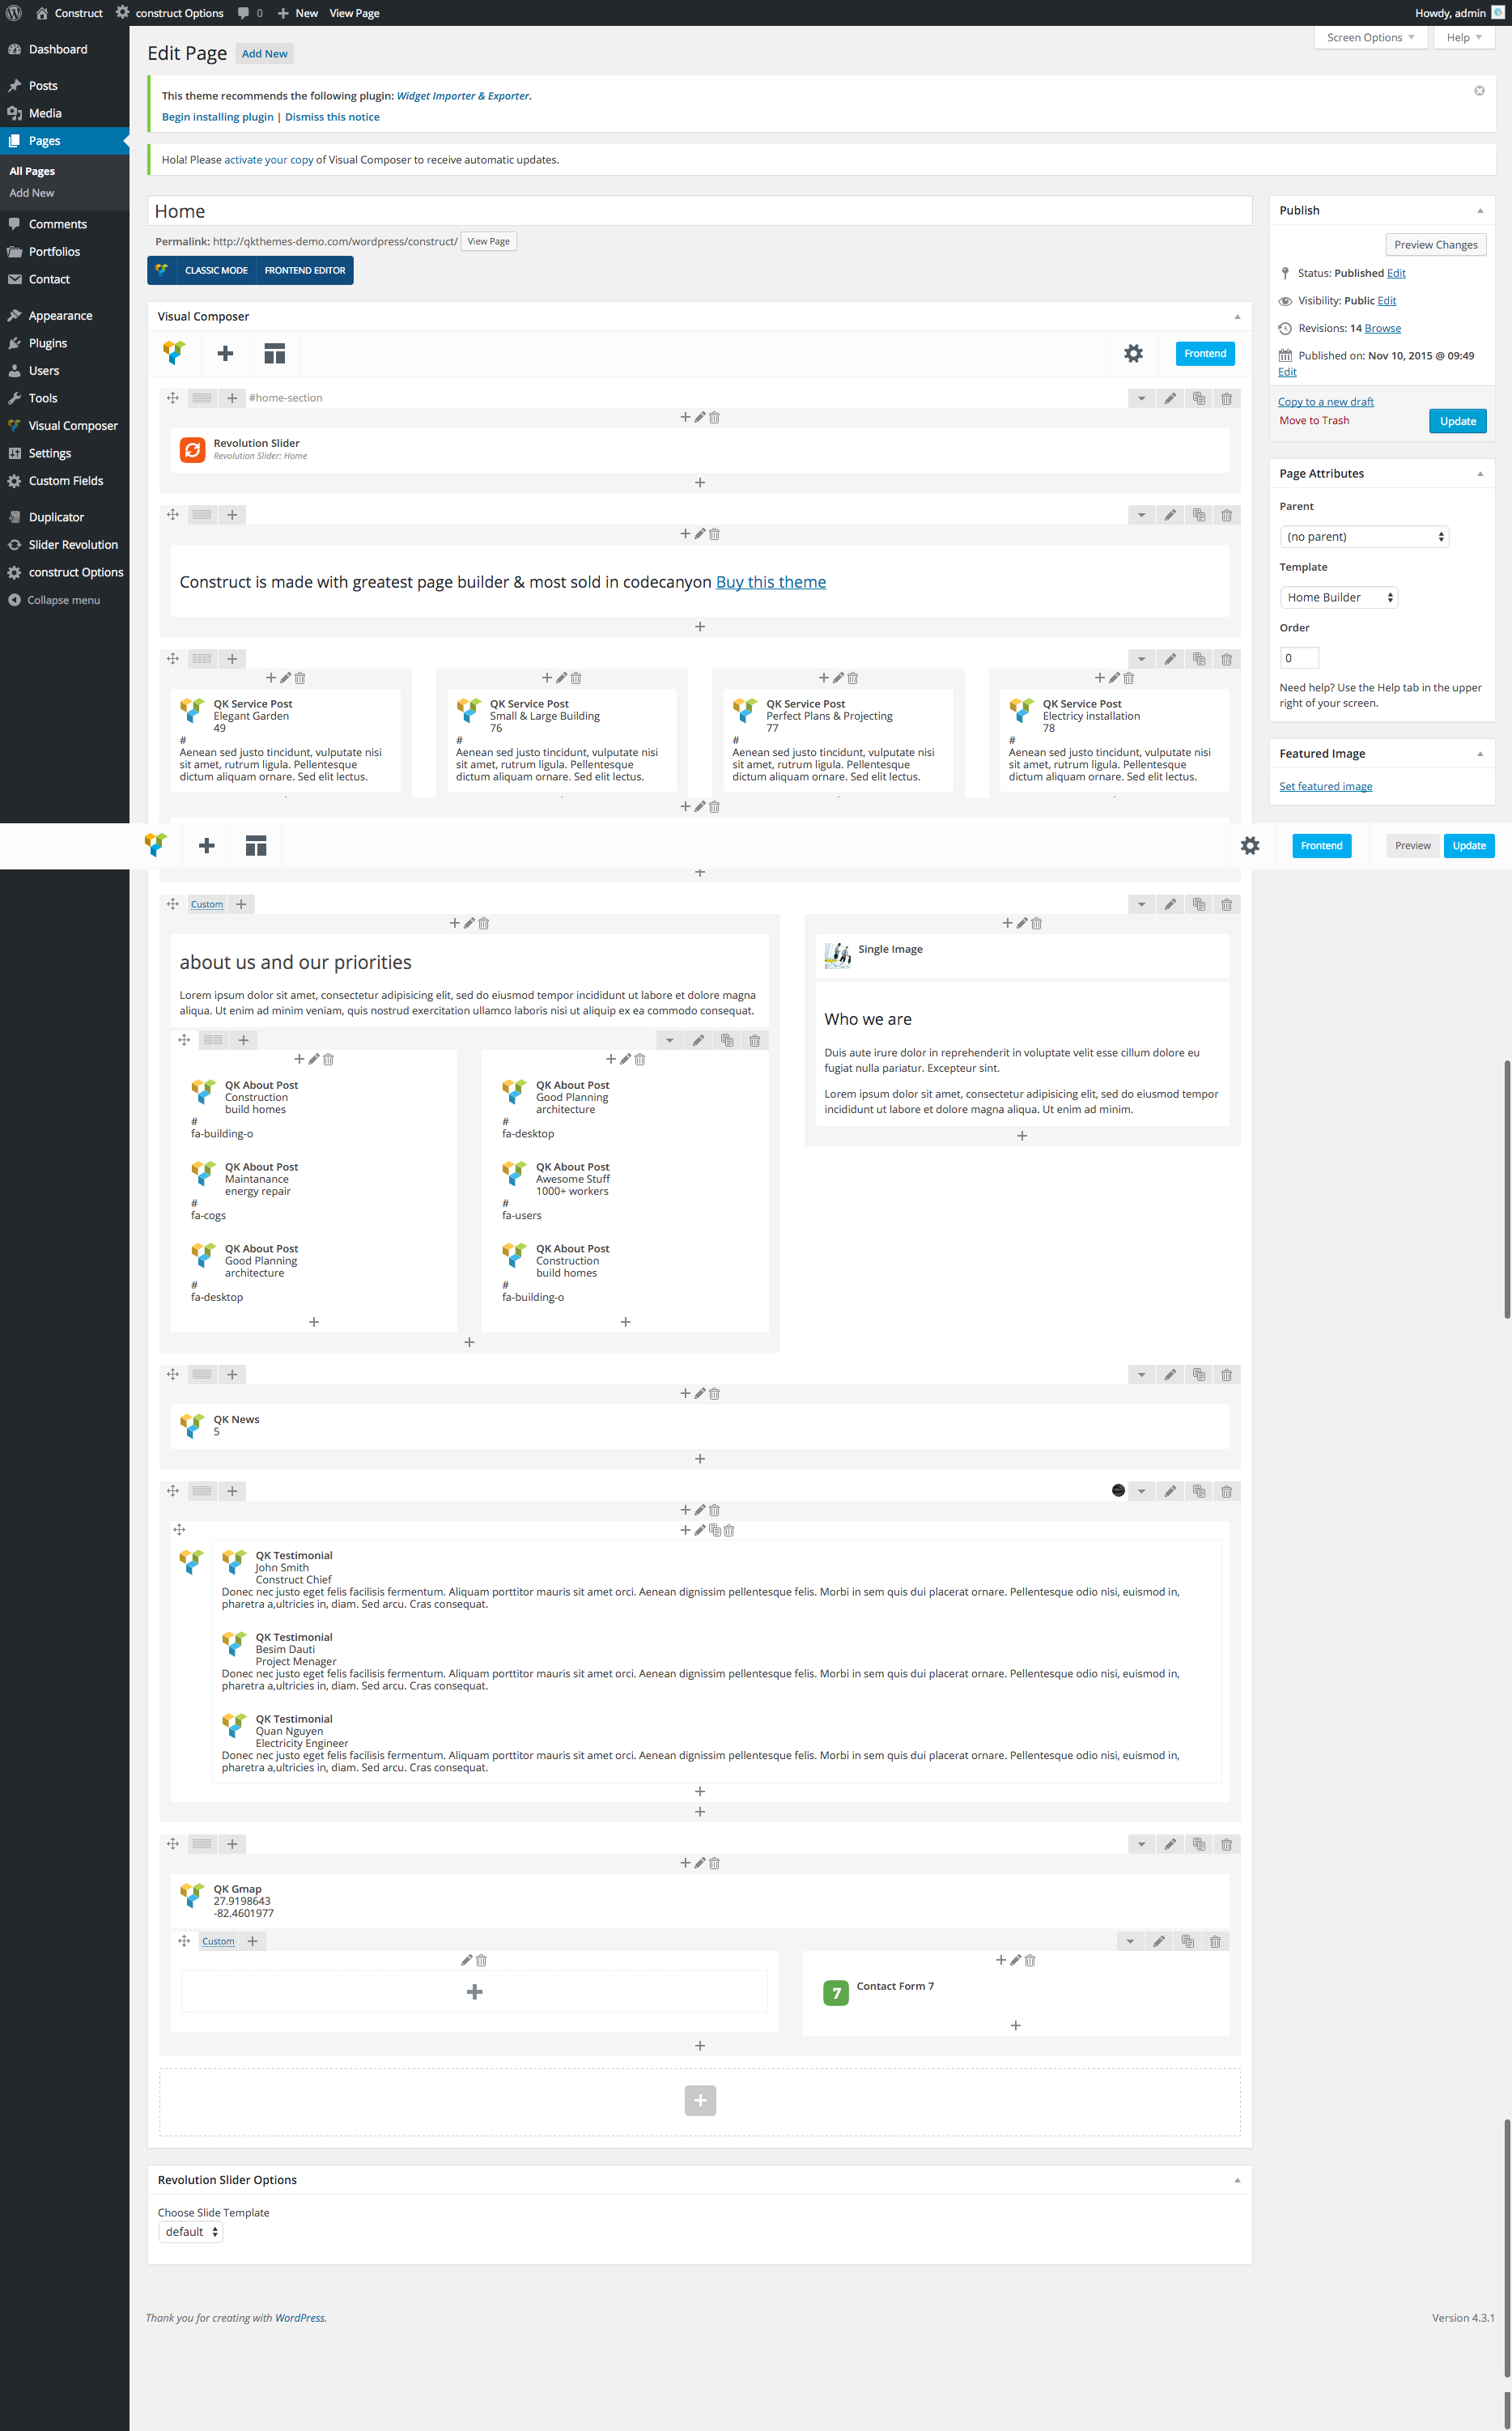 Construct
construct Options
0
New
View Page
Howdy, admin
Dashboard
Posts
Media
Pages
All Pages
Add New
Comments
Portfolios
Contact
Appearance
Plugins
Users
Tools
Visual Composer
Settings
Custom Fields
Duplicator
Slider Revolution
construct Options
Collapse menu
Edit Page
Add New
Screen Options
Help
This theme recommends the following plugin: Widget Importer & Exporter.
Begin installing plugin | Dismiss this notice
Hola! Please activate your copy of Visual Composer to receive automatic updates.
Home
Permalink: http://qkthemes-demo.com/wordpress/construct/
View Page
CLASSIC MODE
FRONTEND EDITOR
Visual Composer
Frontend
#home-section
Revolution Slider
Revolution Slider: Home
Construct is made with greatest page builder & most sold in codecanyon Buy this theme
QK Service Post
Elegant Garden
49
#
Aenean sed justo tincidunt, vulputate nisi
sit amet, rutrum ligula. Pellentesque
dictum aliquam ornare. Sed elit lectus.
QK Service Post
Small & Large Building
76
#
Aenean sed justo tincidunt, vulputate nisi
sit amet, rutrum ligula. Pellentesque
dictum aliquam ornare. Sed elit lectus.
QK Service Post
Perfect Plans & Projecting
77
#
Aenean sed justo tincidunt, vulputate nisi
sit amet, rutrum ligula. Pellentesque
dictum aliquam ornare. Sed elit lectus.
QK Service Post
Electricy installation
78
#
Aenean sed justo tincidunt, vulputate nisi
sit amet, rutrum ligula. Pellentesque
dictum aliquam ornare. Sed elit lectus.
Publish
Preview Changes
Status: Published Edit
Visibility: Public Edit
Revisions: 14 Browse
Published on: Nov 10, 2015 @ 09:49
Edit
Copy to a new draft
Move to Trash
Update
Page Attributes
Parent
(no parent)
Template
Home Builder
Order
0
Need help? Use the Help tab in the upper
right of your screen.
Featured Image
Set featured image
Frontend
Preview
Update
Custom
about us and our priorities
Lorem ipsum dolor sit amet, consectetur adipisicing elit, sed do eiusmod tempor incididunt ut labore et dolore magna
aliqua. Ut enim ad minim veniam, quis nostrud exercitation ullamco laboris nisi ut aliquip ex ea commodo consequat.
QK About Post
Construction
build homes
#
fa-building-o
QK About Post
Maintanance
energy repair
#
fa-cogs
QK About Post
Good Planning
architecture
#
fa-desktop
QK About Post
Good Planning
architecture
#
fa-desktop
QK About Post
Awesome Stuff
1000+ workers
#
fa-users
QK About Post
Construction
build homes
#
fa-building-o
Single Image
Who we are
Duis aute irure dolor in reprehenderit in voluptate velit esse cillum dolore eu
fugiat nulla pariatur. Excepteur sint.
Lorem ipsum dolor sit amet, consectetur adipisicing elit, sed do eiusmod tempor
incididunt ut labore et dolore magna aliqua. Ut enim ad minim.
QK News
5
QK Testimonial
John Smith
Construct Chief
Donec nec justo eget felis facilisis fermentum. Aliquam porttitor mauris sit amet orci. Aenean dignissim pellentesque felis. Morbi in sem quis dui placerat ornare. Pellentesque odio nisi, euismod in,
pharetra a,ultricies in, diam. Sed arcu. Cras consequat.
QK Testimonial
Besim Dauti
Project Menager
Donec nec justo eget felis facilisis fermentum. Aliquam porttitor mauris sit amet orci. Aenean dignissim pellentesque felis. Morbi in sem quis dui placerat ornare. Pellentesque odio nisi, euismod in,
pharetra a,ultricies in, diam. Sed arcu. Cras consequat.
QK Testimonial
Quan Nguyen
Electricity Engineer
Donec nec justo eget felis facilisis fermentum. Aliquam porttitor mauris sit amet orci. Aenean dignissim pellentesque felis. Morbi in sem quis dui placerat ornare. Pellentesque odio nisi, euismod in,
pharetra a,ultricies in, diam. Sed arcu. Cras consequat.
QK Gmap
27.9198643
-82.4601977
Custom
7
Contact Form 7
Revolution Slider Options
Choose Slide Template
default
Thank you for creating with WordPress.
Version 4.3.1